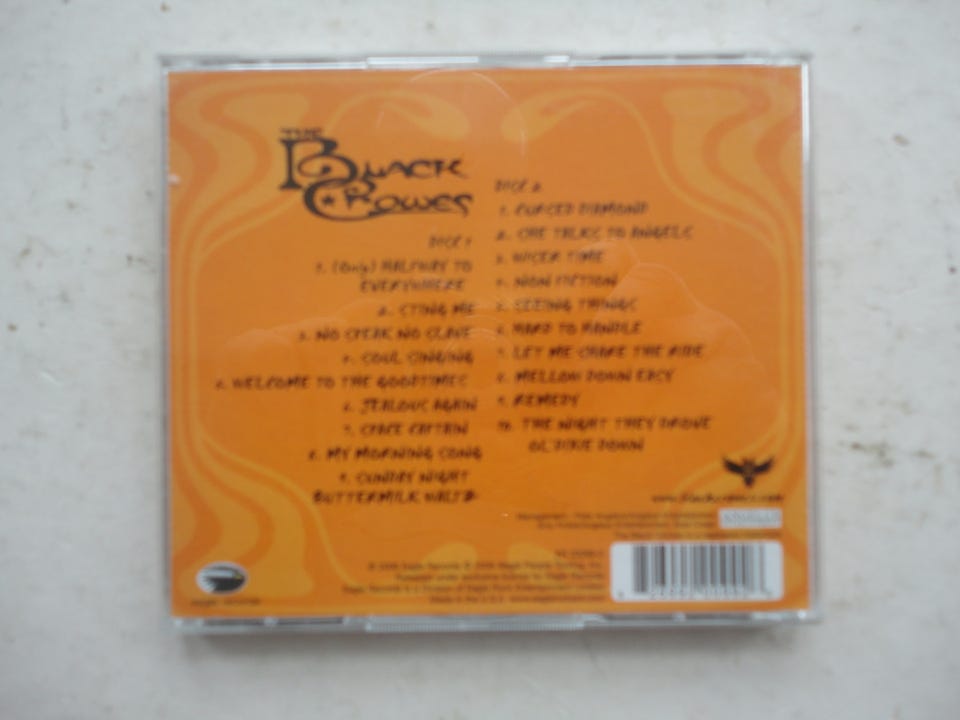 THE
BLACK
CROWES
DISC 1
1. (Only) HALFWAY TO
EVERYWHERE
2. STING ME
3. NO SPEAK NO SLAVE
4. SOUL SINGING
5. WELCOME TO THE GOODTIMES
6. JEALOUS AGAIN
7. SPACE CAPTAIN
8. MY MORNING SONG
9. SUNDAY NIGHT
BUTTERMILK WALTZ
DISC 2
1. CURSED DIAMOND
2. SHE TALKS TO ANGELS
3. WISER TIME
4. NON FICTION
5. SEEING THINGS
6. HARD TO HANDLE
7. LET ME SHARE THE RIDE
8. MELLOW DOWN EASY
9. REMEDY
10. THE NIGHT THEY DROVE
OL' DIXIE DOWN
www.blackcrowes.com